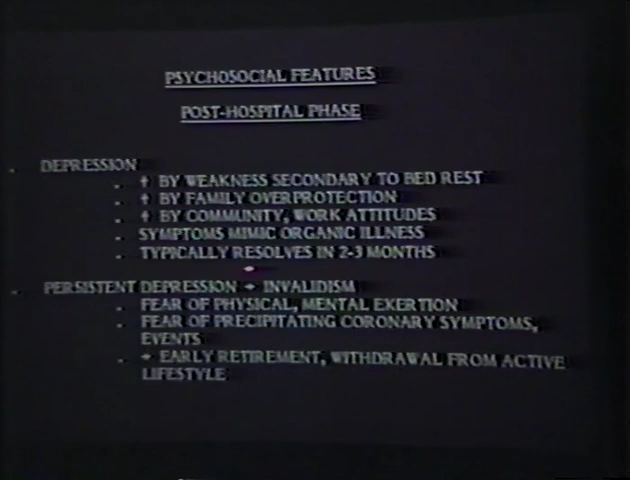 PSYCHOSOCIAL FEATURES
POST-HOSPITAL PHASE
. DEPRESSION
. ↑ BY WEAKNESS SECONDARY TO BED REST
. ↑ BY FAMILY OVERPROTECTION
. ↑ BY COMMUNITY, WORK ATTITUDES
. SYMPTOMS MIMIC ORGANIC ILLNESS
. TYPICALLY RESOLVES IN 2-3 MONTHS
. PERSISTENT DEPRESSION → INVALIDISM
. FEAR OF PHYSICAL, MENTAL EXERTION
. FEAR OF PRECIPITATING CORONARY SYMPTOMS,
EVENTS
. → EARLY RETIREMENT, WITHDRAWAL FROM ACTIVE
LIFESTYLE